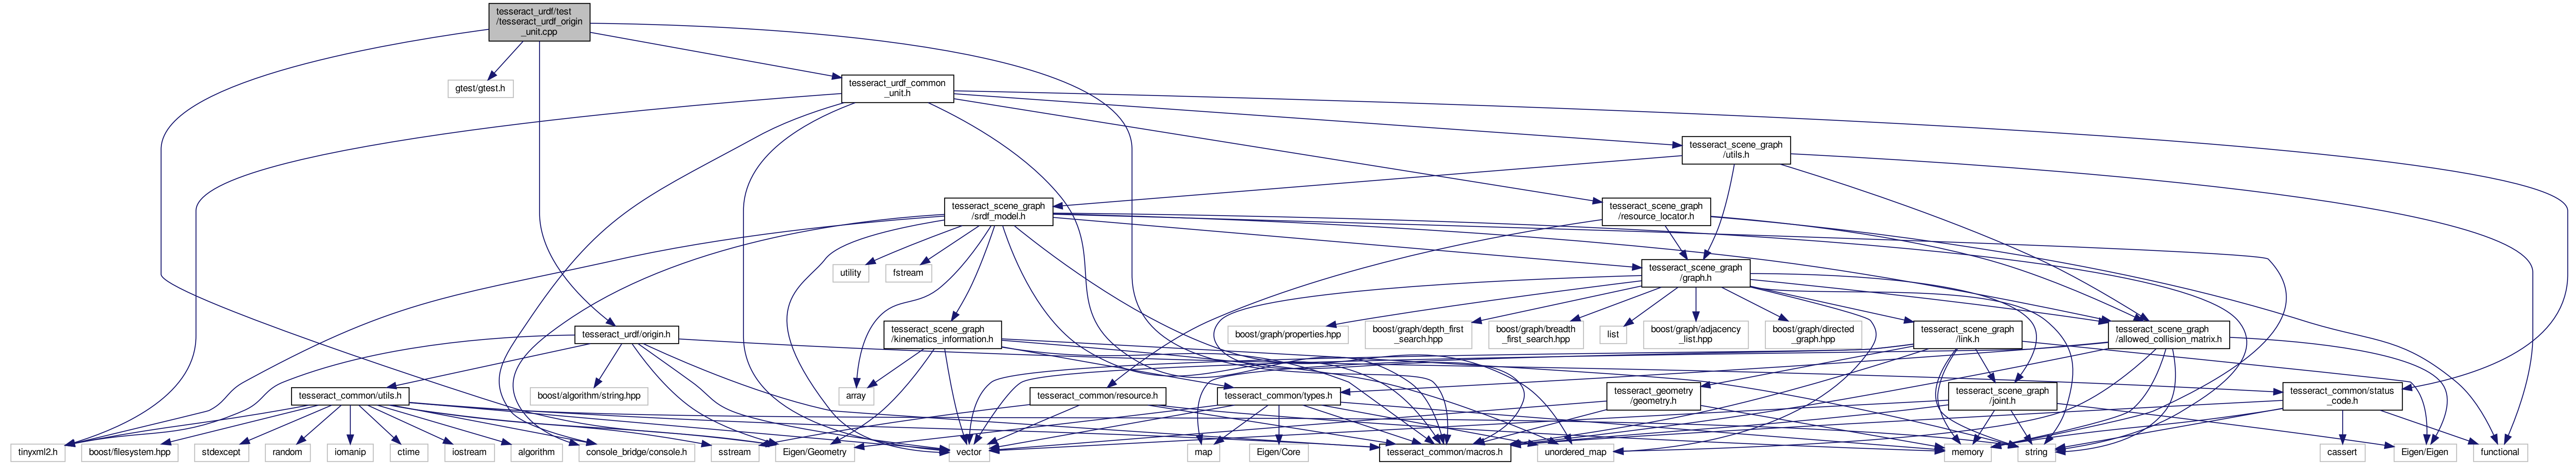 tesseract_urdf/test
/tesseract_urdf_origin
_unit.cpp
gtest/gtest.h
tesseract_urdf_common
_unit.h
tesseract_scene_graph
/utils.h
tesseract_scene_graph
/srdf_model.h
tesseract_scene_graph
/resource_locator.h
utility
fstream
tesseract_scene_graph
/graph.h
tesseract_urdf/origin.h
tesseract_scene_graph
/kinematics_information.h
boost/graph/properties.hpp
boost/graph/depth_first
_search.hpp
boost/graph/breadth
_first_search.hpp
list
boost/graph/adjacency
_list.hpp
boost/graph/directed
_graph.hpp
tesseract_scene_graph
/link.h
tesseract_scene_graph
/allowed_collision_matrix.h
tesseract_common/utils.h
boost/algorithm/string.hpp
array
tesseract_common/resource.h
tesseract_common/types.h
tesseract_geometry
/geometry.h
tesseract_scene_graph
/joint.h
tesseract_common/status
_code.h
tinyxml2.h
boost/filesystem.hpp
stdexcept
random
iomanip
ctime
iostream
algorithm
console_bridge/console.h
sstream
Eigen/Geometry
vector
map
Eigen/Core
tesseract_common/macros.h
unordered_map
memory
string
cassert
Eigen/Eigen
functional